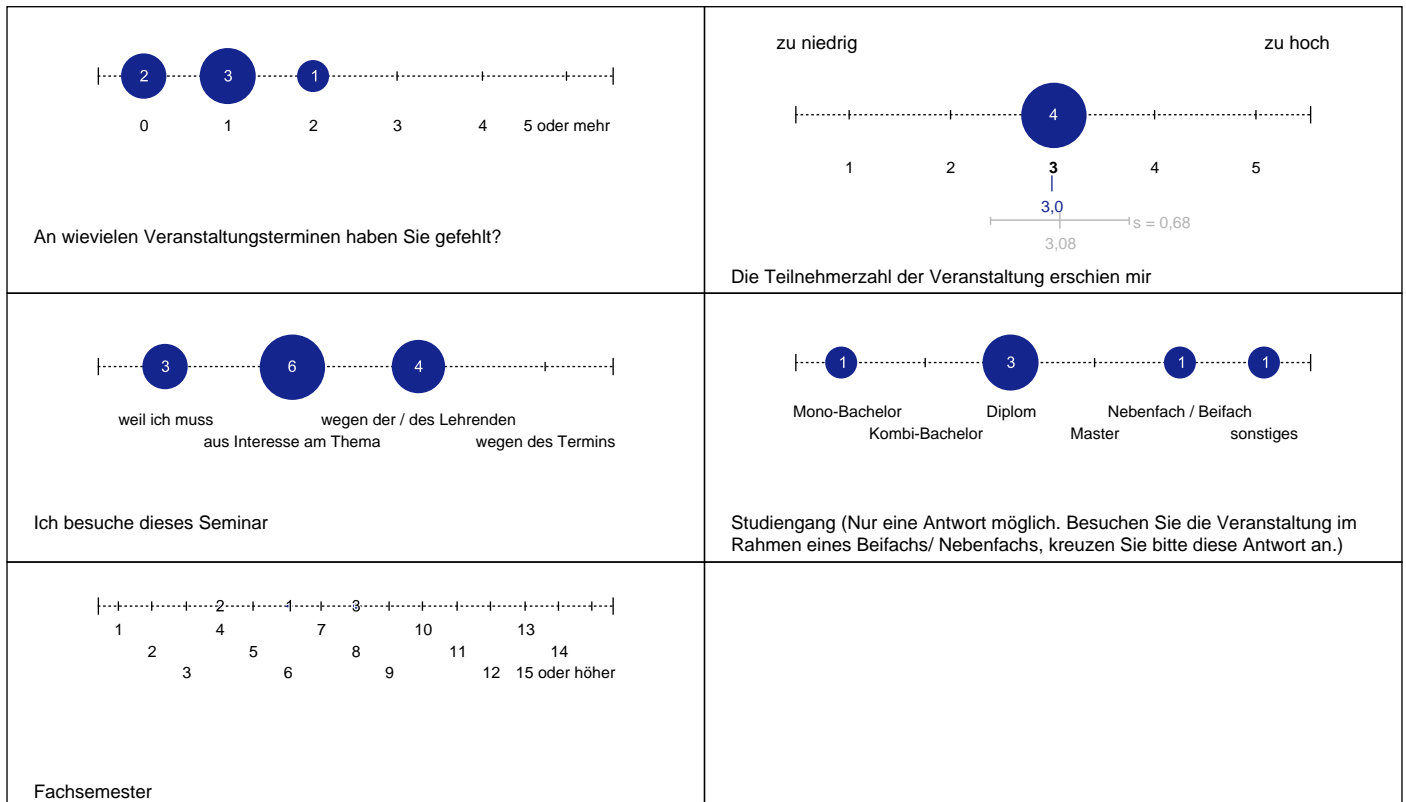 2 3 1
0 1 2 3 4 5 oder mehr
An wievielen Veranstaltungsterminen haben Sie gefehlt?
zu niedrig zu hoch
4
1 2 3 4 5
3,0
s = 0,68
3,08
Die Teilnehmerzahl der Veranstaltung erschien mir
3 6 4
weil ich muss wegen der / des Lehrenden
aus Interesse am Thema wegen des Termins
Ich besuche dieses Seminar
1 3 1 1
Mono-Bachelor Diplom Nebenfach / Beifach
Kombi-Bachelor Master sonstiges
Studiengang (Nur eine Antwort möglich. Besuchen Sie die Veranstaltung im
Rahmen eines Beifachs/ Nebenfachs, kreuzen Sie bitte diese Antwort an.)
2 1 3
1 4 7 10 13
2 5 8 11 14
3 6 9 12 15 oder höher
Fachsemester